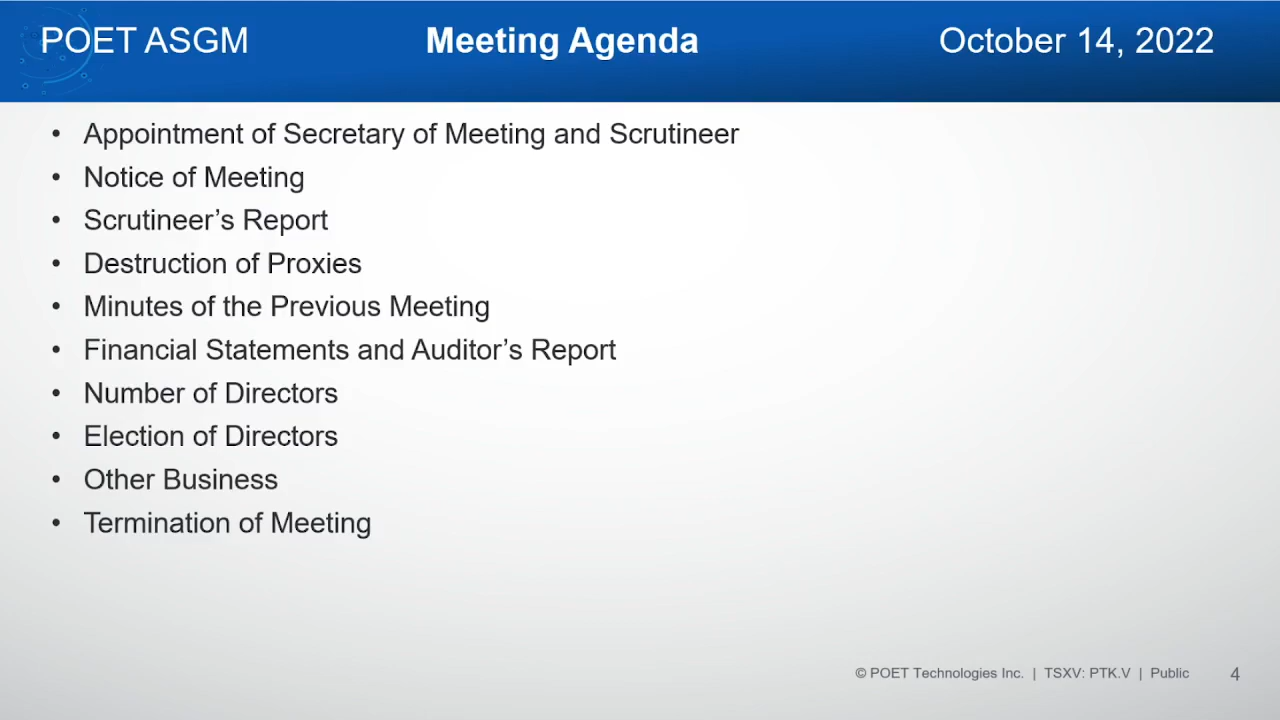 POET ASGM Meeting Agenda October 14, 2022
• Appointment of Secretary of Meeting and Scrutineer
• Notice of Meeting
• Scrutineer’s Report
• Destruction of Proxies
• Minutes of the Previous Meeting
• Financial Statements and Auditor’s Report
• Number of Directors
• Election of Directors
• Other Business
• Termination of Meeting
© POET Technologies Inc. | TSXV: PTK.V | Public 4